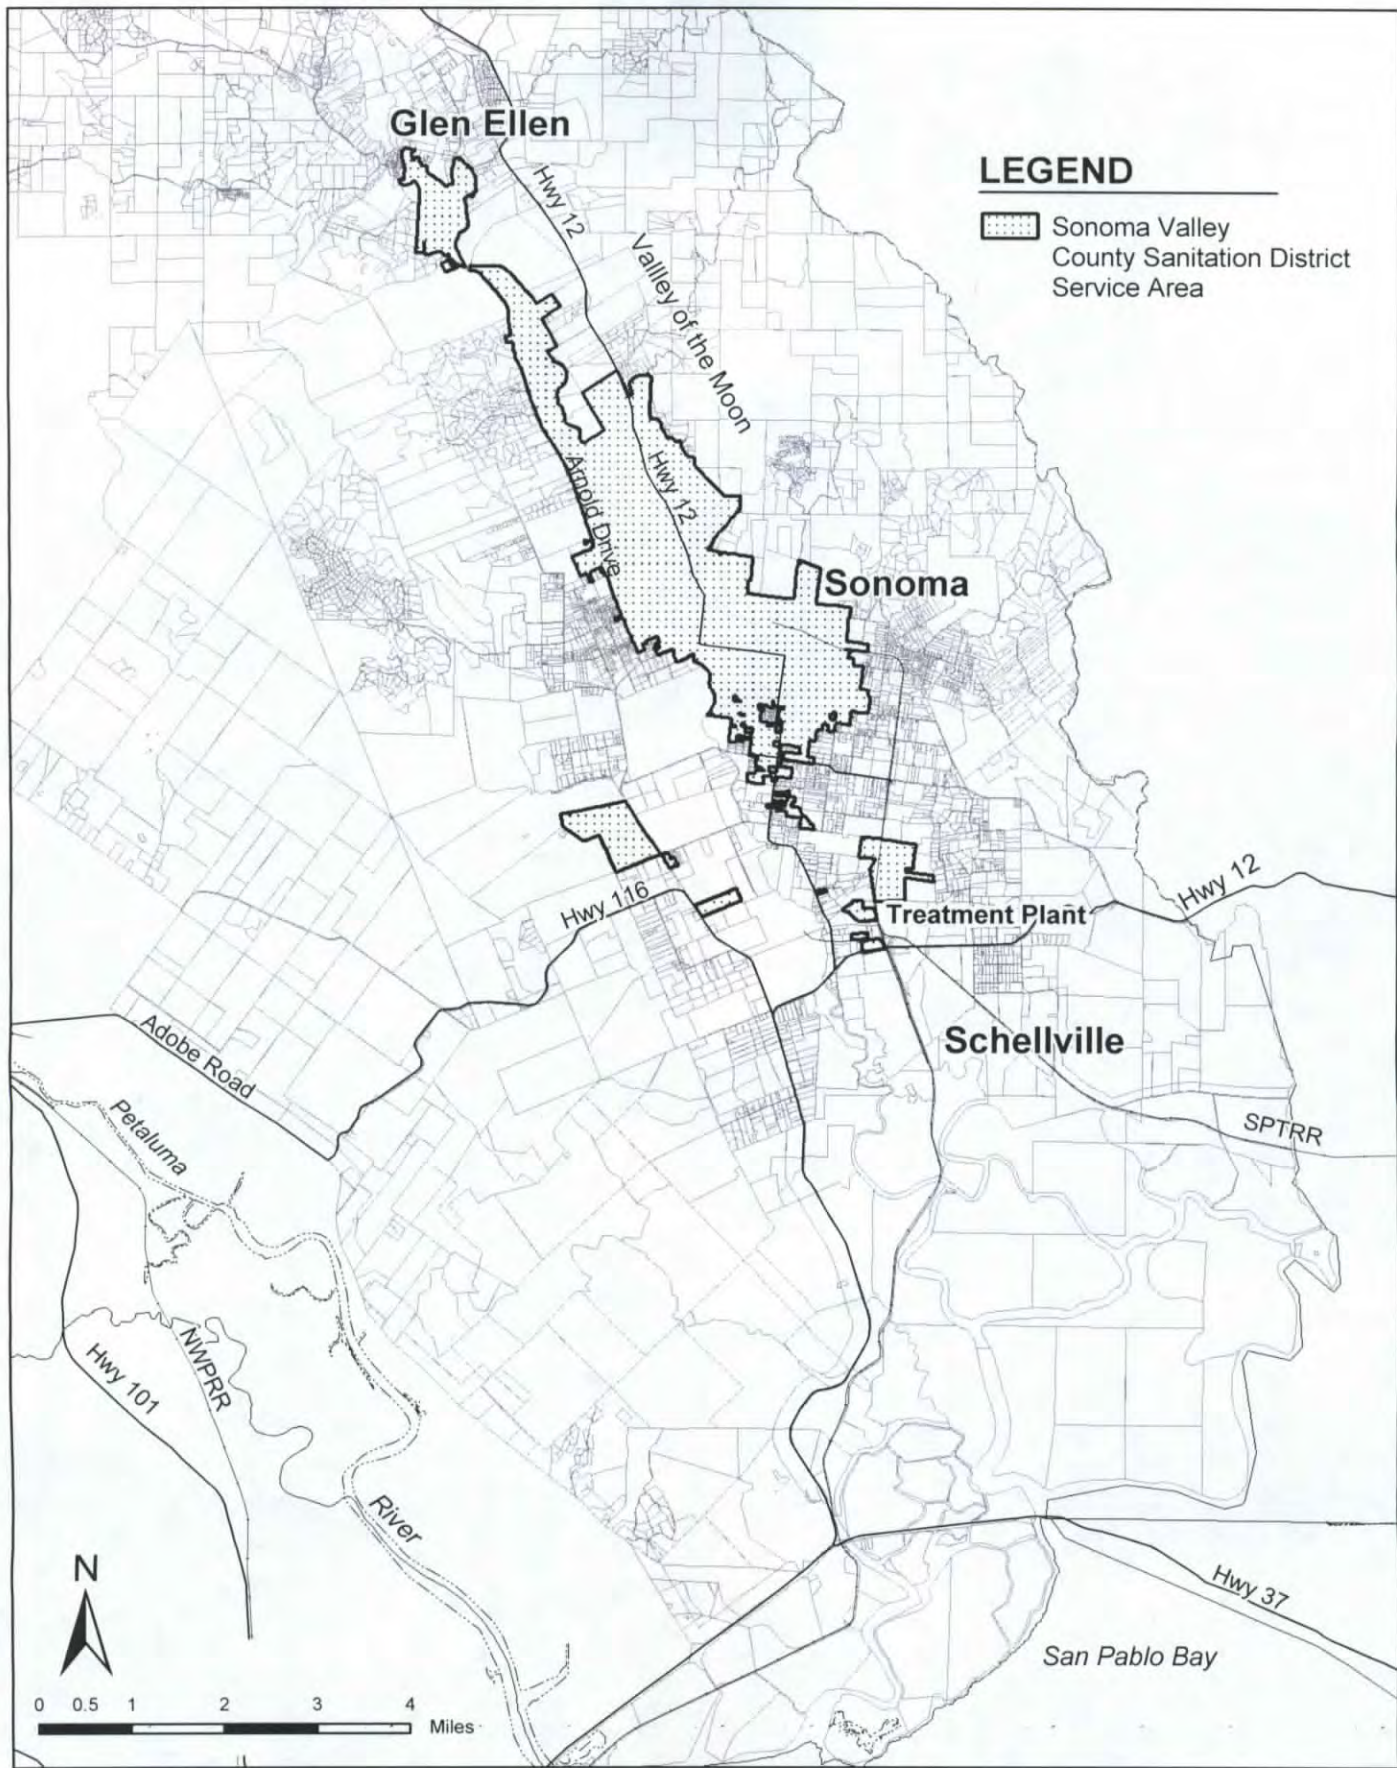 Glen Ellen
LEGEND
Sonoma Valley
County Sanitation District
Service Area
Hwy 12
Vallley of the Moon
Hwy 12
Arnold Drive
Sonoma
Hwy 12
Hwy 116
Treatment Plant
Adobe Road
Schellville
Petaluma
SPTRR
NWPRR
Hwy 101
River
N
Hwy 37
San Pablo Bay
0 0.5 1 2 3 4
Miles